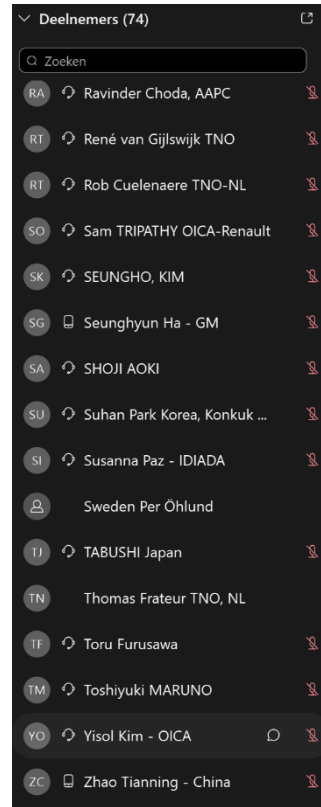 Deelnemers (74)
Zoeken
RA Ravinder Choda, AAPC
RT René van Gijlswijk TNO
RT Rob Cuelenaere TNO-NL
SO Sam TRIPATHY OICA-Renault
SK SEUNGHO, KIM
SG Seunghyun Ha - GM
SA SHOJI AOKI
SU Suhan Park Korea, Konkuk ...
SI Susanna Paz - IDIADA
Sweden Per Öhlund
TJ TABUSHI Japan
TN Thomas Frateur TNO, NL
TF Toru Furusawa
TM Toshiyuki MARUNO
YO Yisol Kim - OICA
ZC Zhao Tianning - China